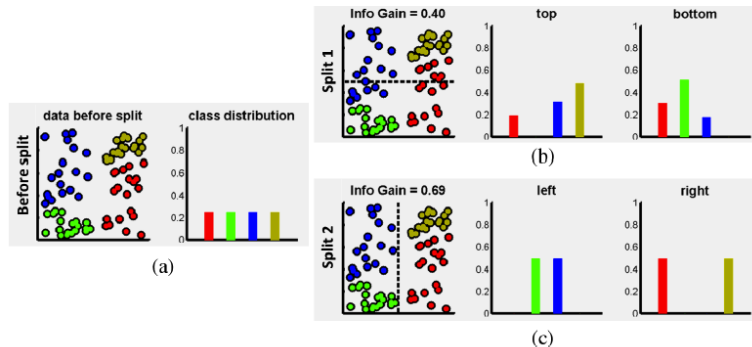 Before split
data before split
class distribution
1
0.8
0.6
0.4
0.2
0
(a)
Split 1
Info Gain = 0.40
top
1
0.8
0.6
0.4
0.2
0
bottom
1
0.8
0.6
0.4
0.2
0
(b)
Split 2
Info Gain = 0.69
left
1
0.8
0.6
0.4
0.2
0
right
1
0.8
0.6
0.4
0.2
0
(c)